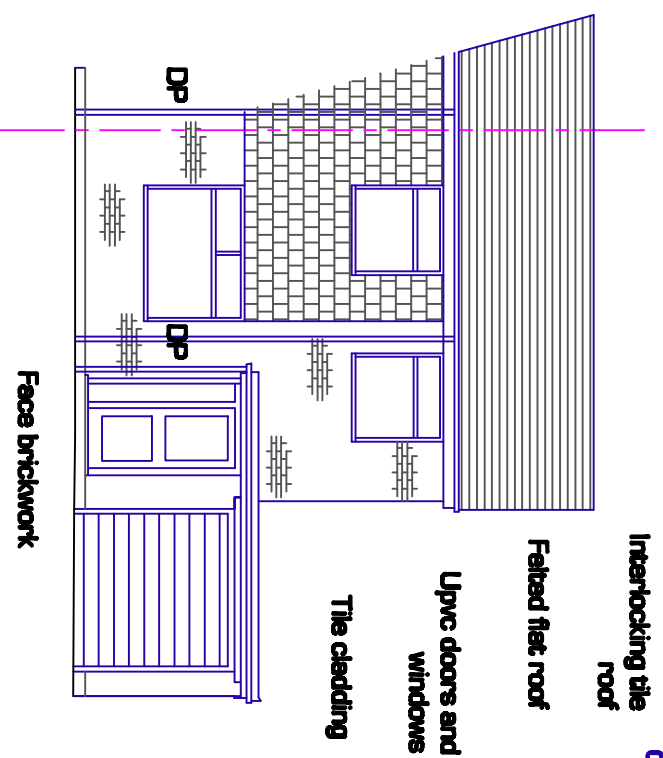 Interlocking tile
roof
Felted flat roof
Upvc doors and
windows
Tile cladding
DP
DP
Face brickwork